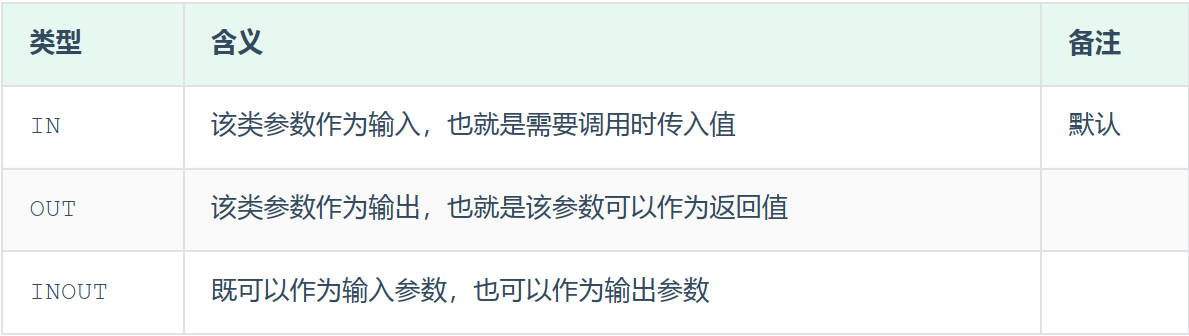 类型 含义 备注
IN 该类参数作为输入，也就是需要调用时传入值 默认
OUT 该类参数作为输出，也就是该参数可以作为返回值
INOUT 既可以作为输入参数，也可以作为输出参数